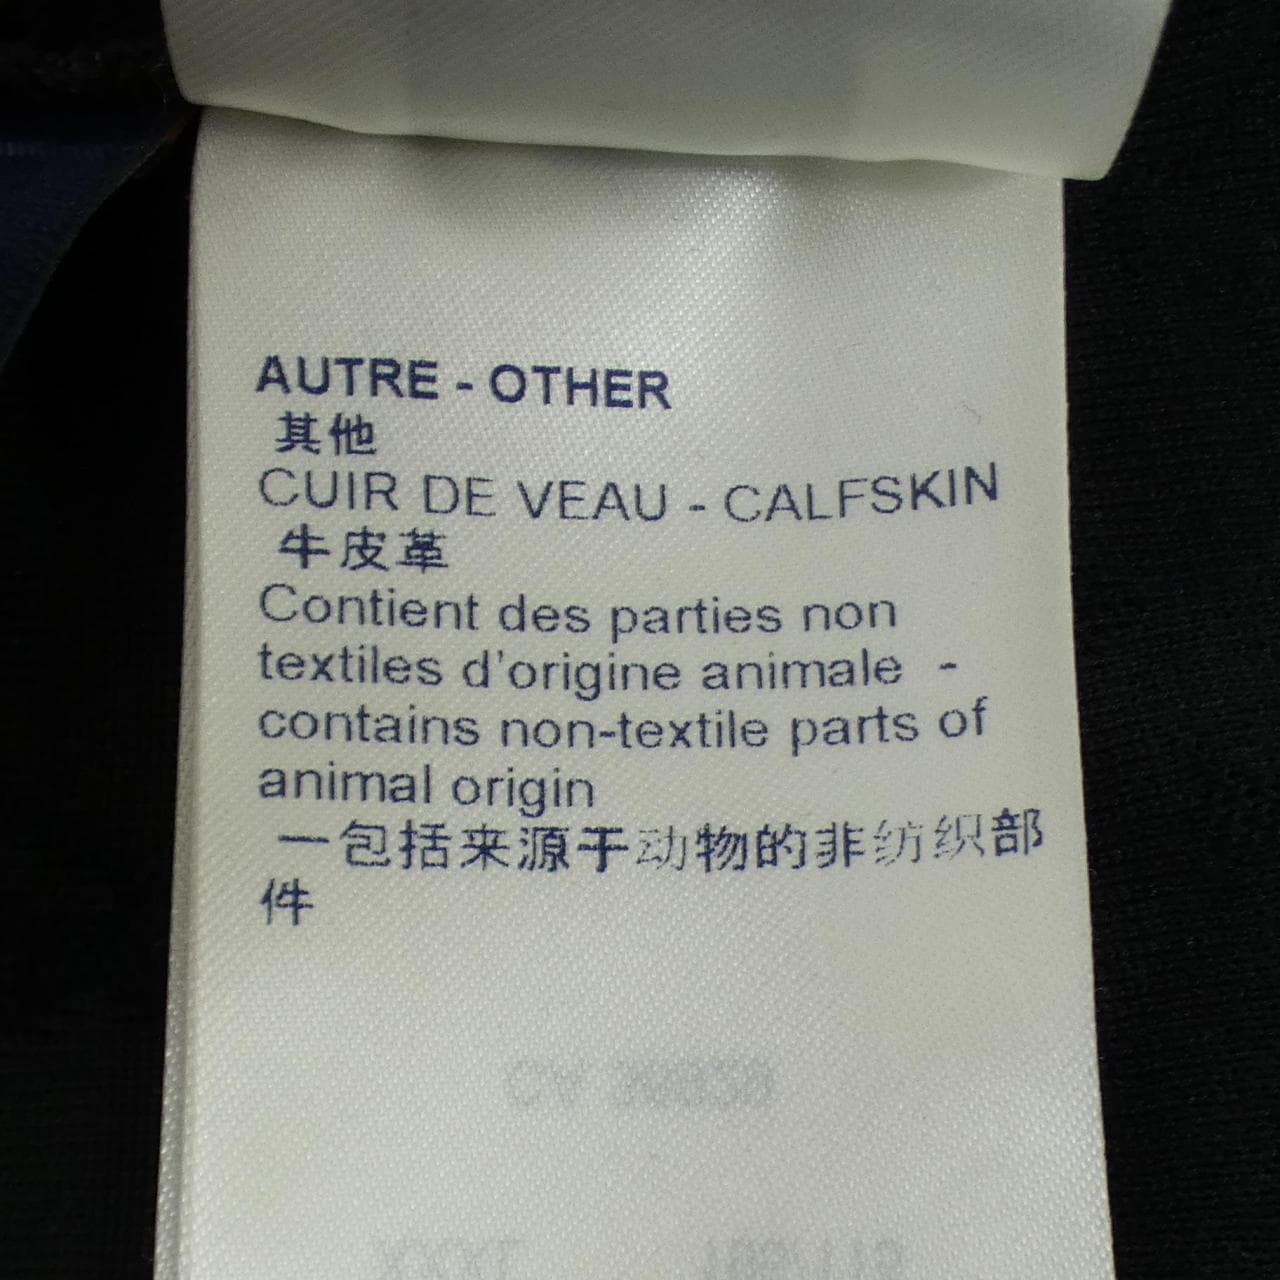 AUTRE - OTHER
其他
CUIR DE VEAU - CALFSKIN
牛皮革
Contient des parties non
textiles d'origine animale -
contains non-textile parts of
animal origin
一包括来源于动物的非纺织部
件